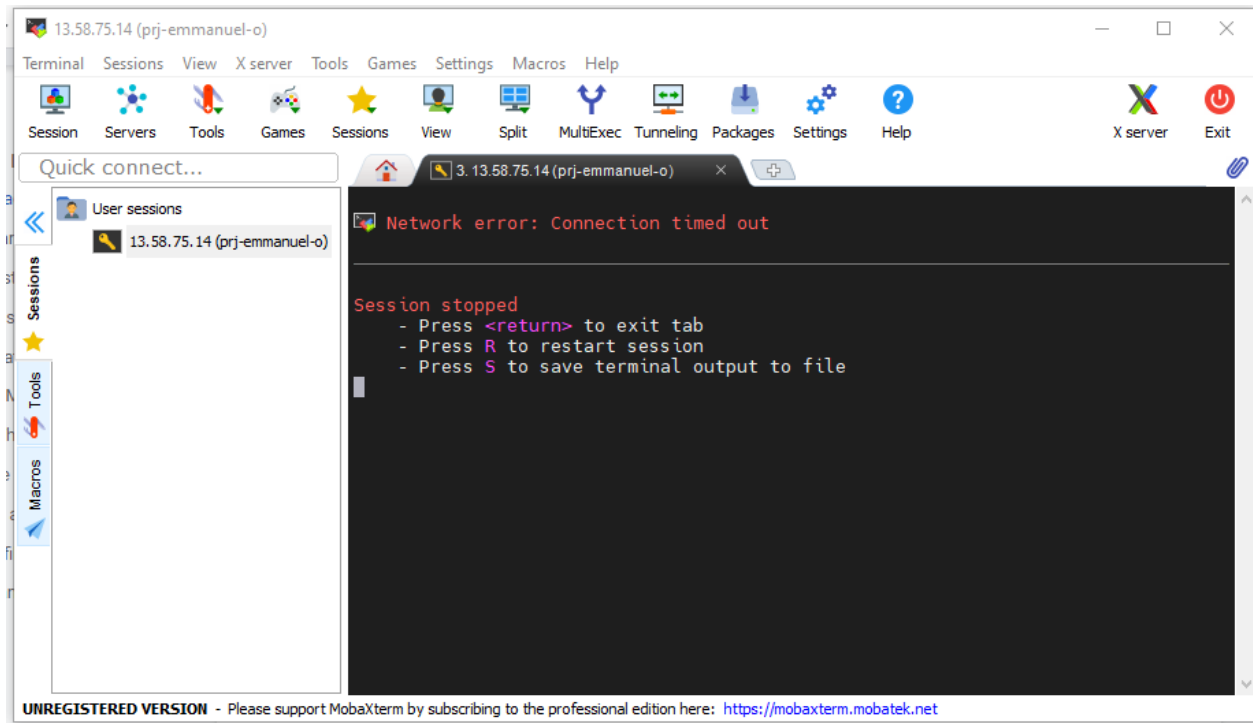 13.58.75.14 (prj-emmanuel-o)
Terminal Sessions View X server Tools Games Settings Macros Help
Session Servers Tools Games Sessions View Split MultiExec Tunneling Packages Settings Help X server Exit
Quick connect...
3. 13.58.75.14 (prj-emmanuel-o)
User sessions
13.58.75.14 (prj-emmanuel-o)
Sessions
Tools
Macros
Network error: Connection timed out
Session stopped
- Press <return> to exit tab
- Press R to restart session
- Press S to save terminal output to file
UNREGISTERED VERSION - Please support MobaXterm by subscribing to the professional edition here: https://mobaxterm.mobatek.net